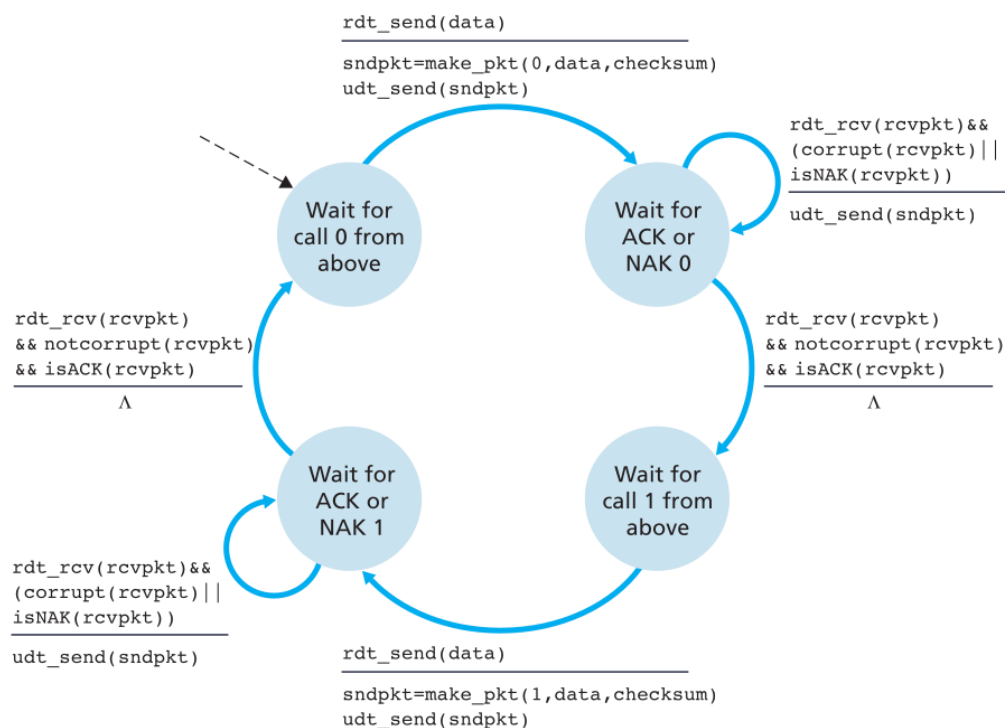 rdt_send(data)
sndpkt=make_pkt(0,data,checksum)
udt_send(sndpkt)
rdt_rcv(rcvpkt)&&
(corrupt(rcvpkt)||
isNAK(rcvpkt))
udt_send(sndpkt)
Wait for
call 0 from
above
Wait for
ACK or
NAK 0
rdt_rcv(rcvpkt)
&& notcorrupt(rcvpkt)
&& isACK(rcvpkt)
Λ
rdt_rcv(rcvpkt)
&& notcorrupt(rcvpkt)
&& isACK(rcvpkt)
Λ
Wait for
ACK or
NAK 1
Wait for
call 1 from
above
rdt_rcv(rcvpkt)&&
(corrupt(rcvpkt)||
isNAK(rcvpkt))
udt_send(sndpkt)
rdt_send(data)
sndpkt=make_pkt(1,data,checksum)
udt_send(sndpkt)